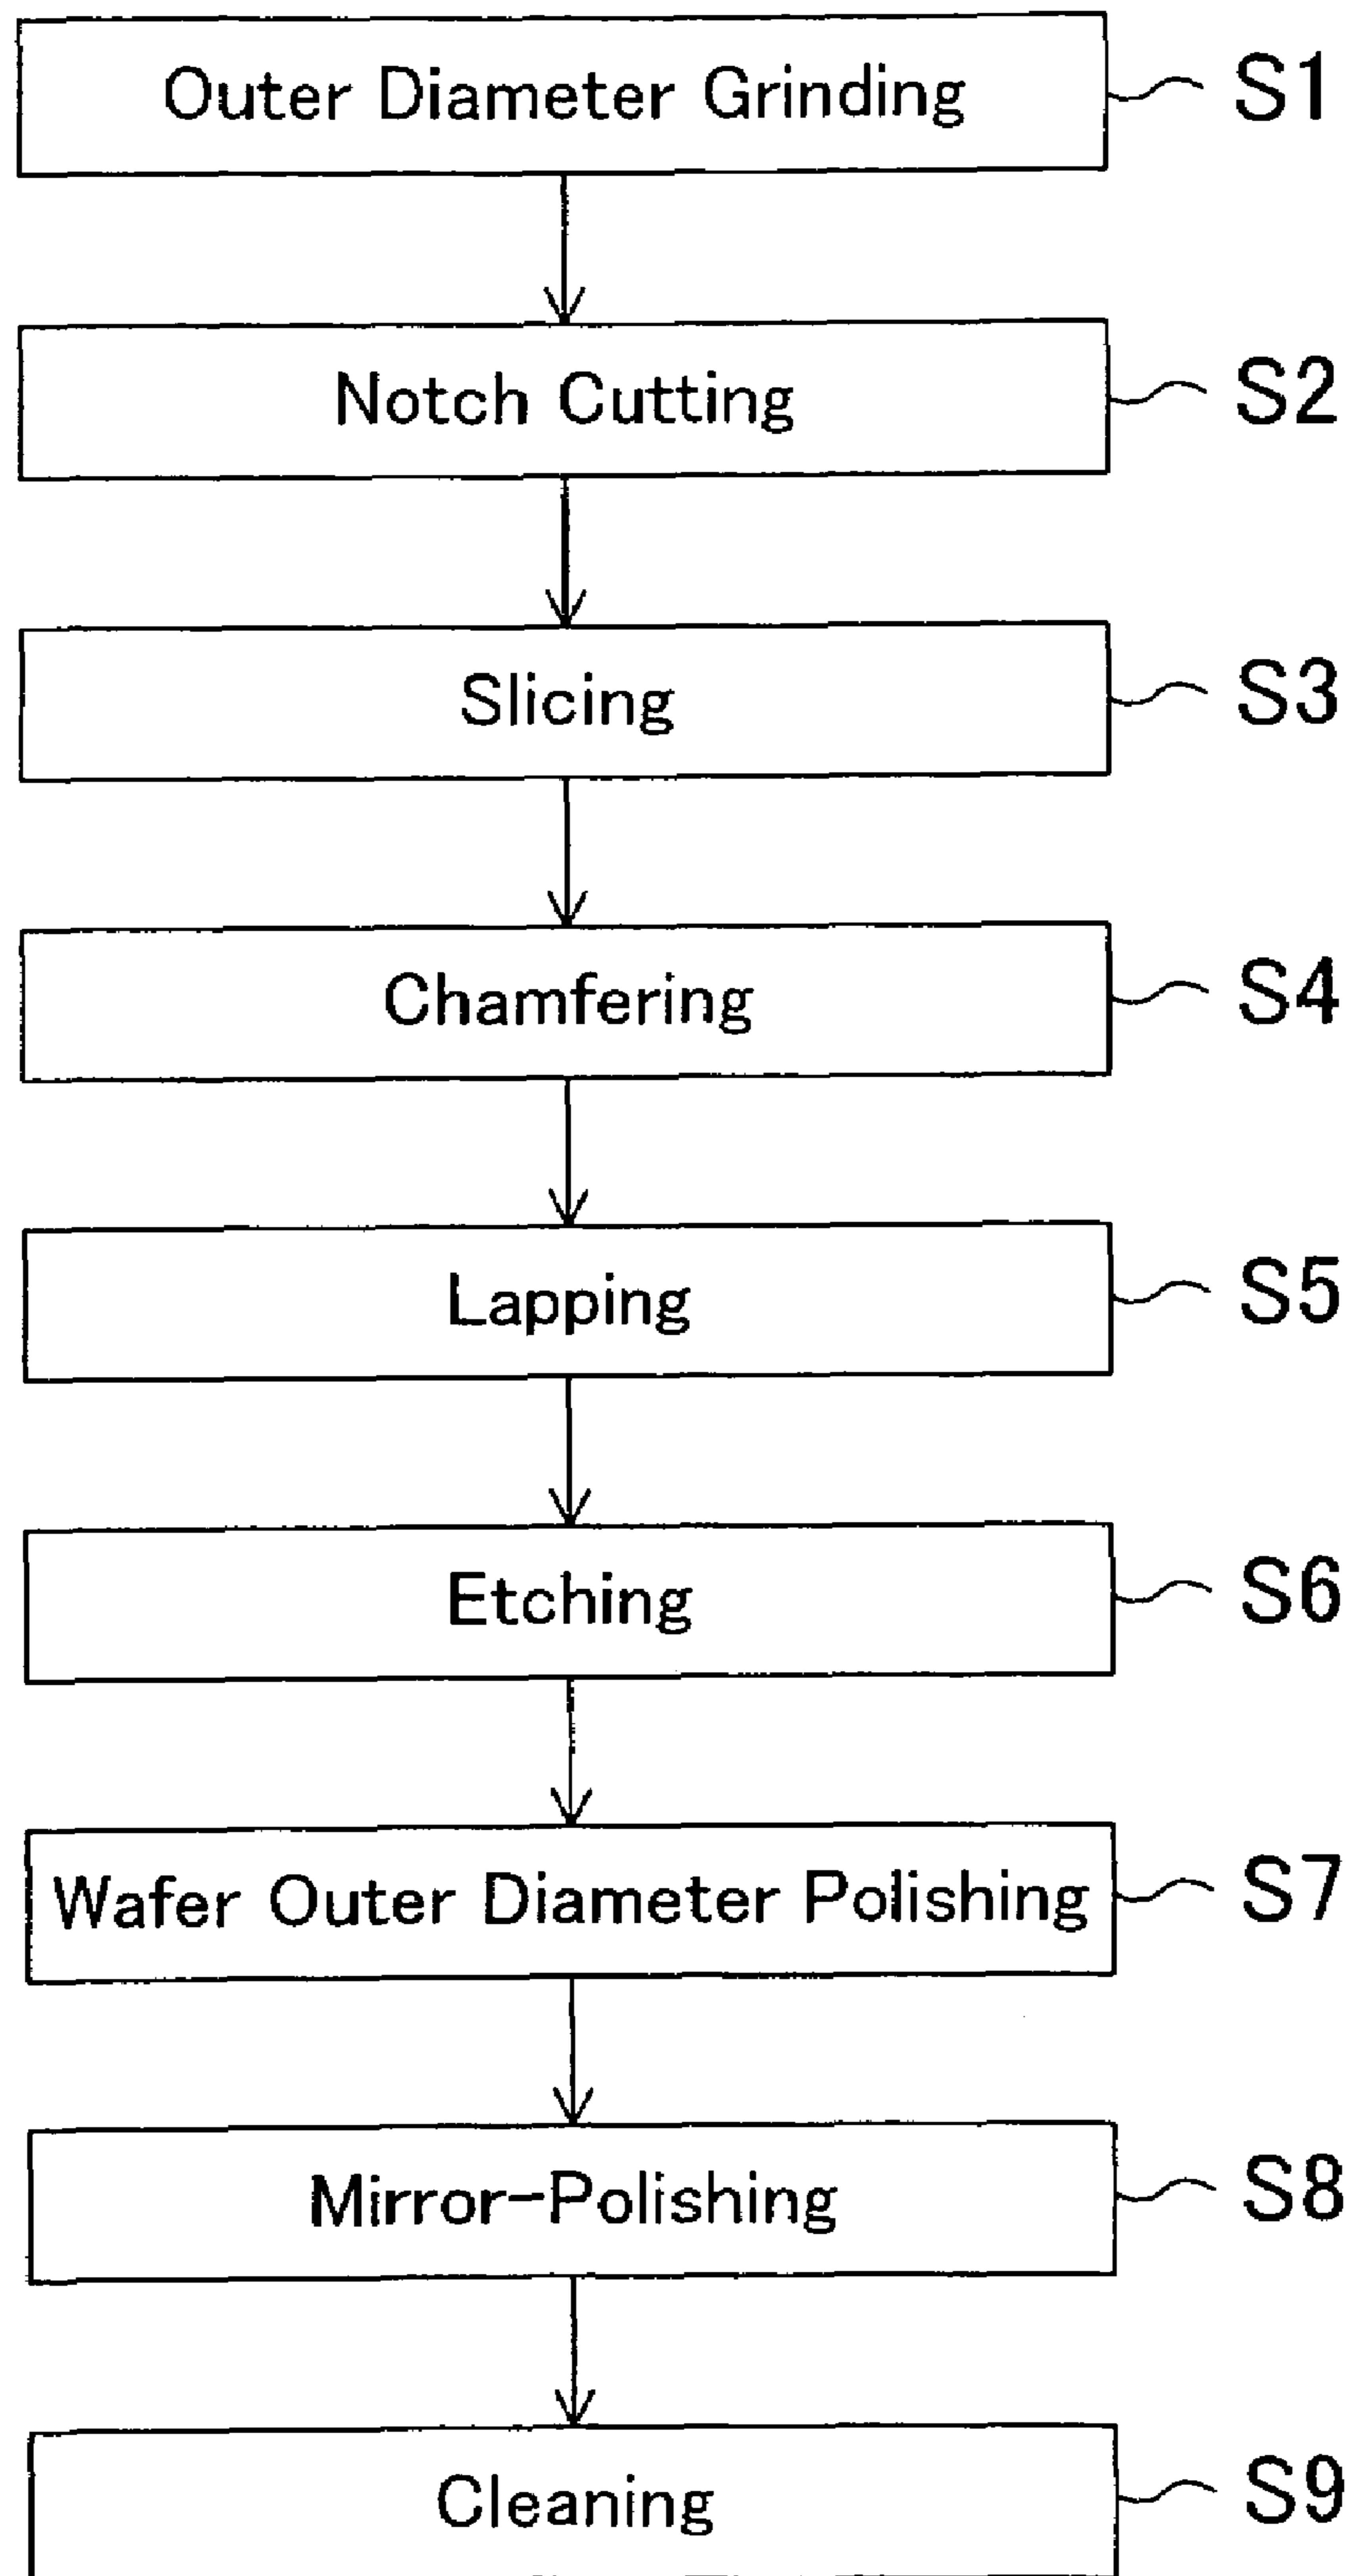 Outer Diameter Grinding S1
Notch Cutting S2
Slicing S3
Chamfering S4
Lapping S5
Etching S6
Wafer Outer Diameter Polishing S7
Mirror-Polishing S8
Cleaning S9